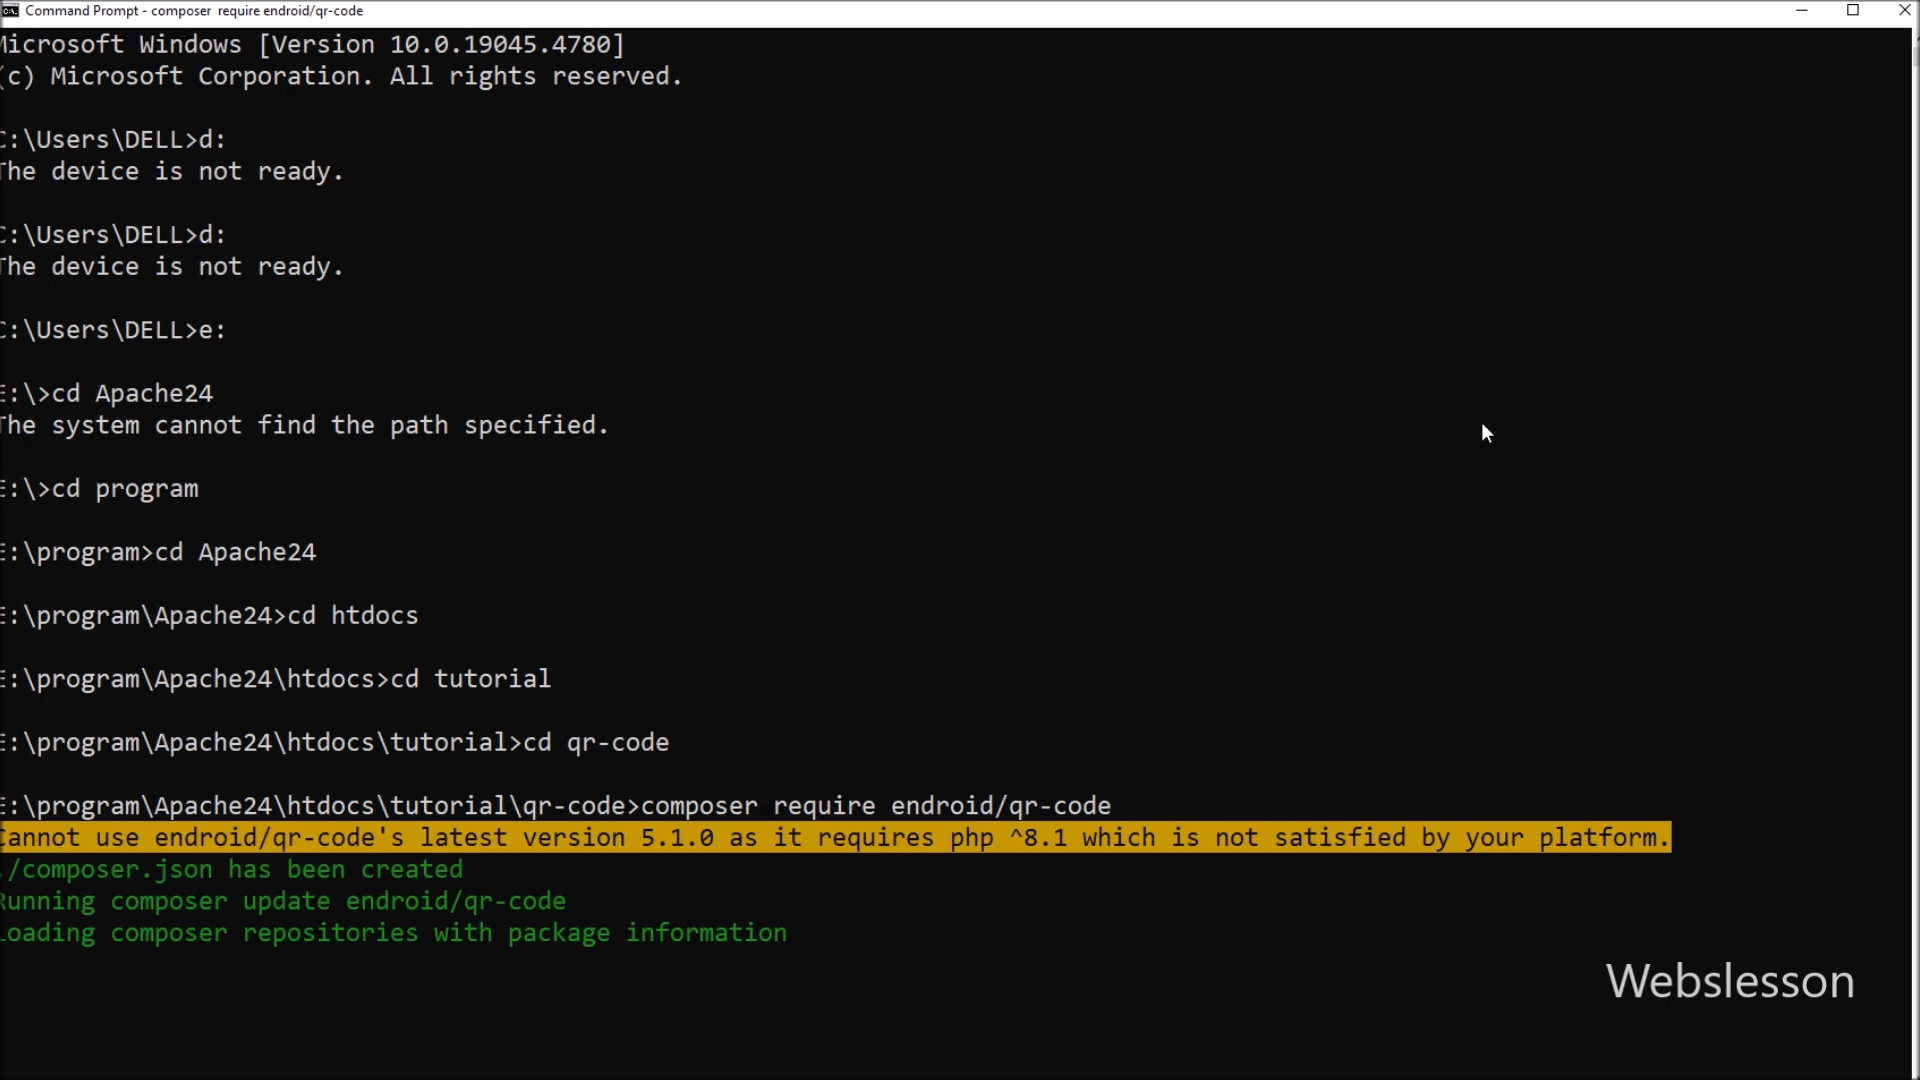 Command Prompt - composer  require endroid/qr-code
Microsoft Windows [Version 10.0.19045.4780]
(c) Microsoft Corporation. All rights reserved.
C:\Users\DELL>d:
The device is not ready.
C:\Users\DELL>d:
The device is not ready.
C:\Users\DELL>e:
E:\>cd Apache24
The system cannot find the path specified.
E:\>cd program
E:\program>cd Apache24
E:\program\Apache24>cd htdocs
E:\program\Apache24\htdocs>cd tutorial
E:\program\Apache24\htdocs\tutorial>cd qr-code
E:\program\Apache24\htdocs\tutorial\qr-code>composer require endroid/qr-code
Cannot use endroid/qr-code's latest version 5.1.0 as it requires php ^8.1 which is not satisfied by your platform.
./composer.json has been created
Running composer update endroid/qr-code
Loading composer repositories with package information
Webslesson